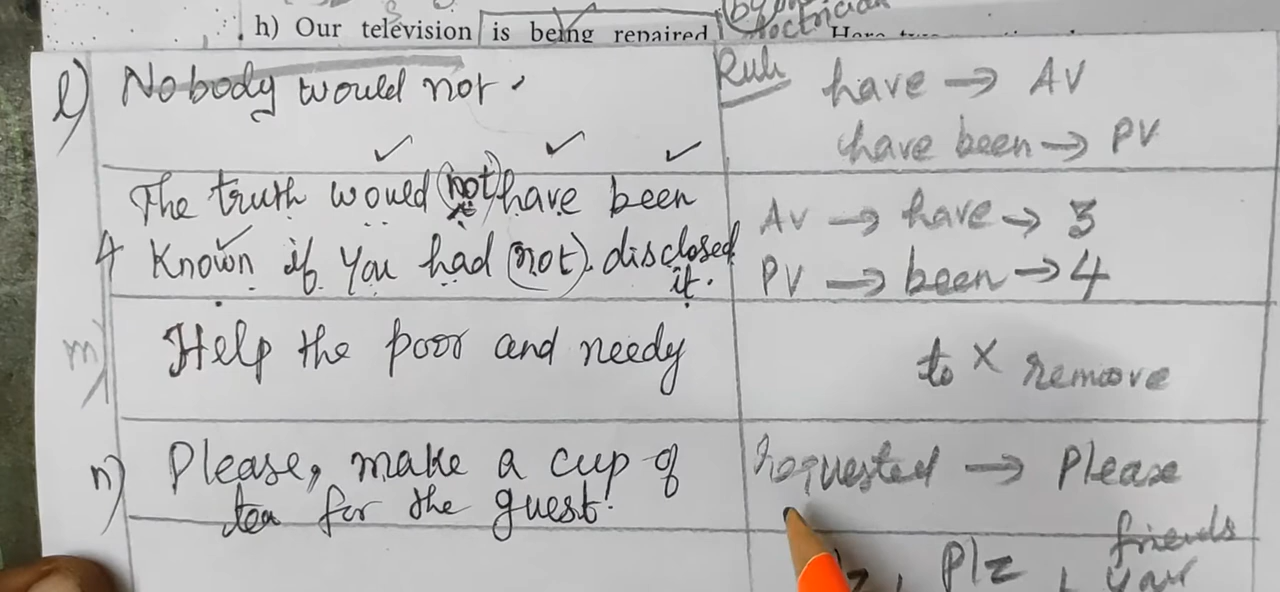 h) Our television is being repaired
l) Nobody would not.
Rule have → AV
have been → PV
The truth would (not) have been
4 Known if you had (not). disclosed
it.
AV → have → 3
PV → been → 4
m) Help the poor and needy
to X remove
n) Please, make a cup of
tea for the guest!
requested → Please
Plz, friends
your